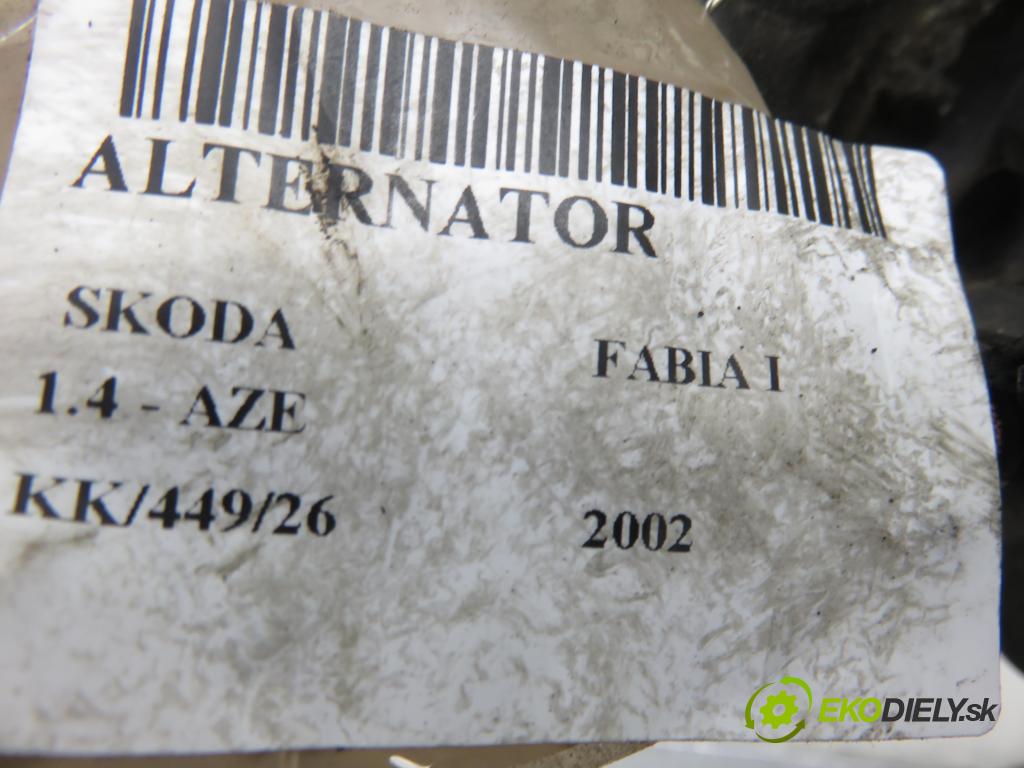 ALTERNATOR
SKODA FABIA I
1.4 - AZE
KK/449/26 2002
EKODIELY.sk